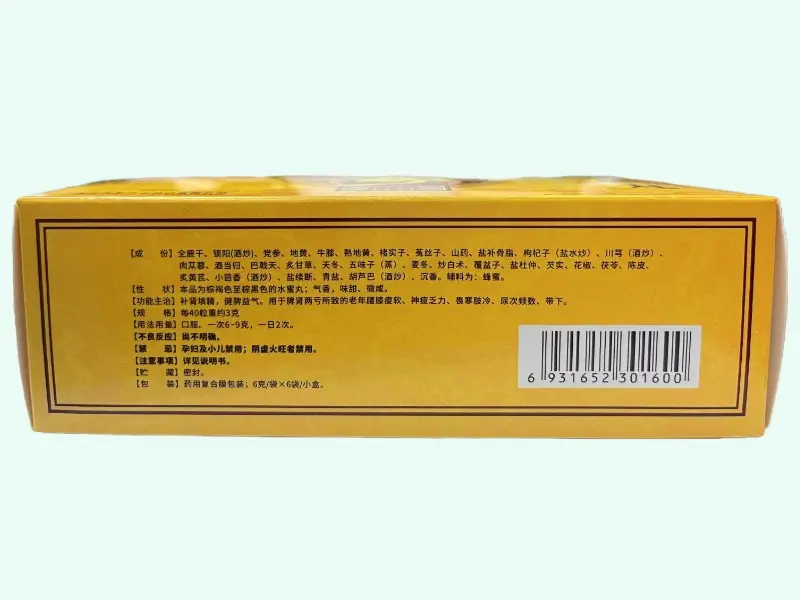 【成　份】全鹿干、锁阳(酒炒)、党参、地黄、牛膝、熟地黄、楮实子、菟丝子、山药、盐补骨脂、枸杞子（盐水炒）、川芎（酒炒）、
肉苁蓉、酒当归、巴戟天、炙甘草、天冬、五味子（蒸）、麦冬、炒白术、覆盆子、盐杜仲、芡实、花椒、茯苓、陈皮、
炙黄芪、小茴香（酒炒）、盐续断、青盐、胡芦巴（酒炒）、沉香。辅料为：蜂蜜。
【性　状】本品为棕褐色至棕黑色的水蜜丸；气香，味甜、微咸。
【功能主治】补肾填精，健脾益气。用于脾肾两亏所致的老年腰膝痠软、神疲乏力、畏寒肢冷、尿次频数、带下。
【规　格】每40粒重约3克
【用法用量】口服。一次6~9克，一日2次。
【不良反应】尚不明确。
【禁　忌】孕妇及小儿禁用；阴虚火旺者禁用。
【注意事项】详见说明书。
【贮　藏】密封。
【包　装】药用复合膜包装；6克/袋×6袋/小盒。
6 931652 301600